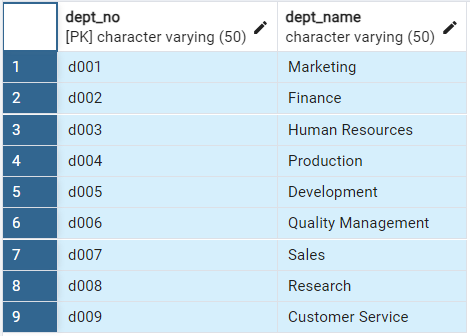 dept_no dept_name
[PK] character varying (50) character varying (50)
1 d001 Marketing
2 d002 Finance
3 d003 Human Resources
4 d004 Production
5 d005 Development
6 d006 Quality Management
7 d007 Sales
8 d008 Research
9 d009 Customer Service